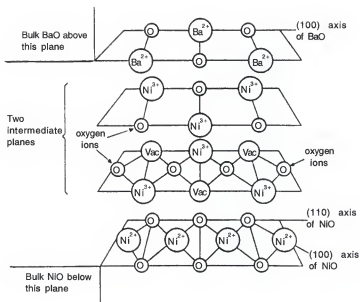 Bulk BaO above
this plane
(100) axis
of BaO
O Ba2+ O
Ba2+ O Ba2+
Two
intermediate
planes
Ni3+ O Ni3+
O Ni3+ O
oxygen
ions
Vac Ni3+ Vac
O O O O
oxygen
ions
Ni3+ Vac Ni3+
O O O
(110) axis
of NiO
Ni2+ Ni2+ Ni2+ Ni2+
(100) axis
of NiO
O O O
Bulk NiO below
this plane